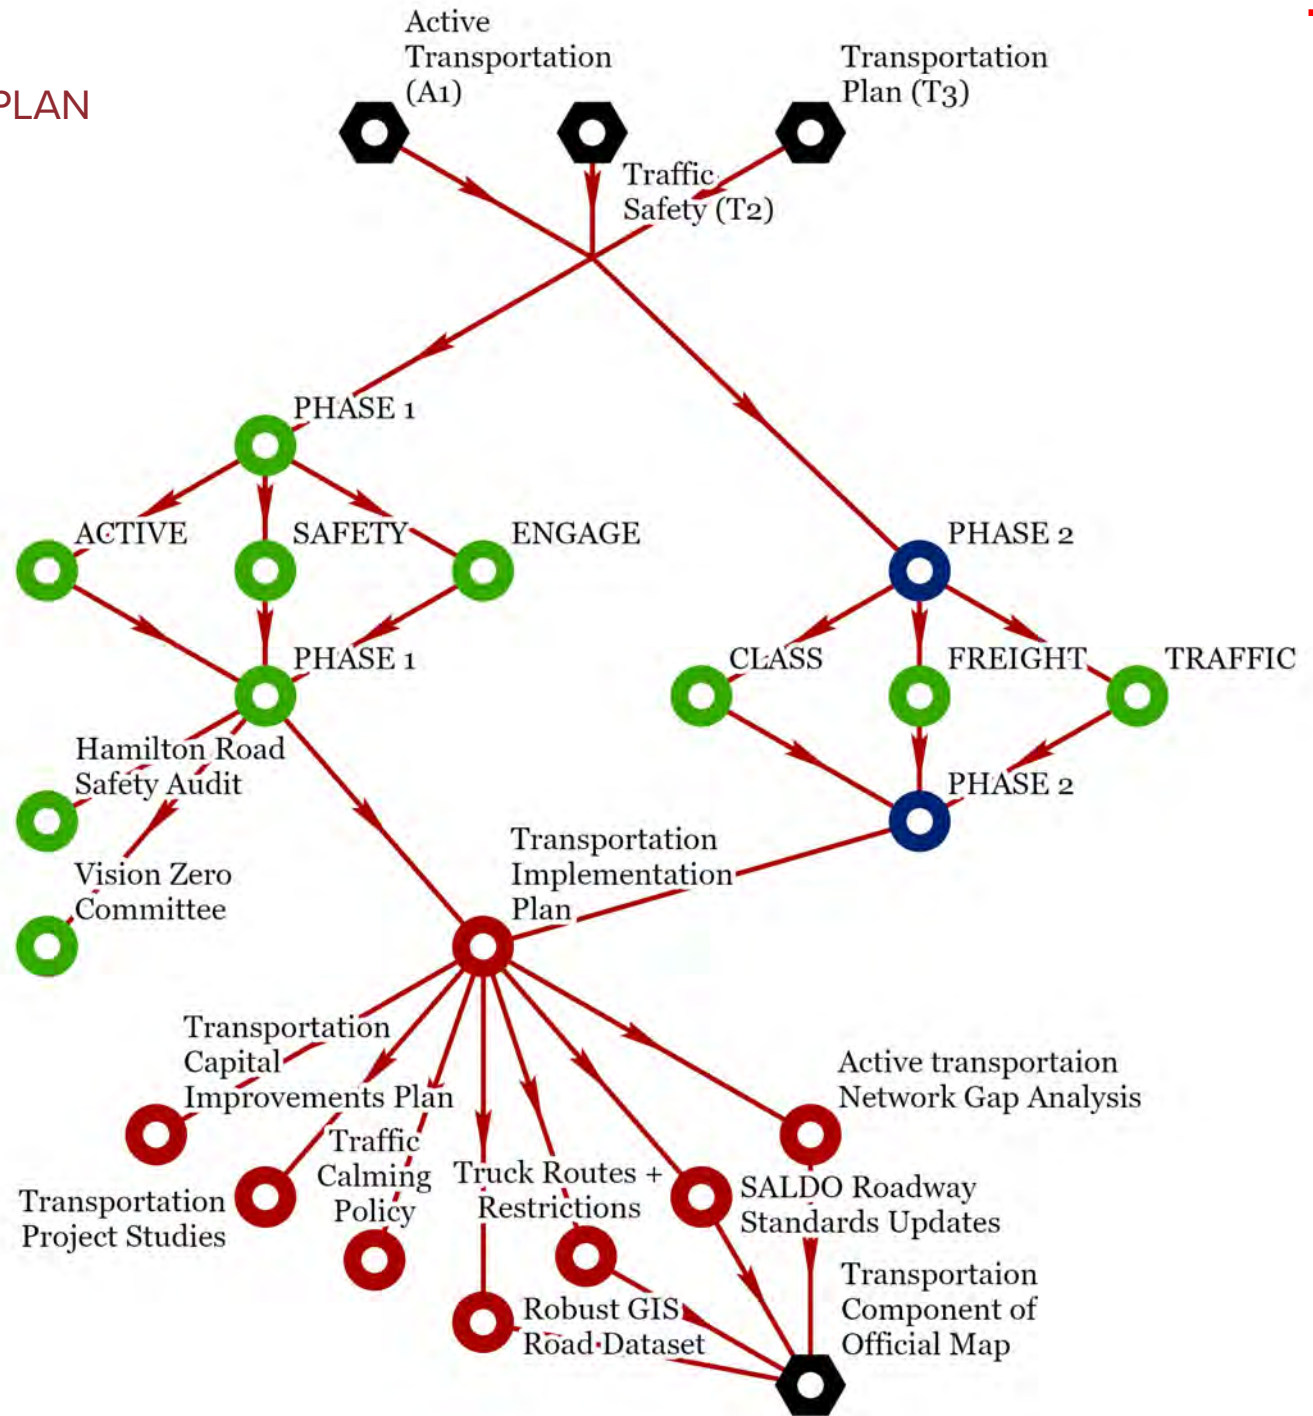 PLAN
Active
Transportation
(A1)
Transportation
Plan (T3)
Traffic
Safety (T2)
PHASE 1
ACTIVE
SAFETY
ENGAGE
PHASE 2
PHASE 1
CLASS
FREIGHT
TRAFFIC
Hamilton Road
Safety Audit
PHASE 2
Vision Zero
Committee
Transportation
Implementation
Plan
Transportation
Capital
Improvements Plan
Active transportaion
Network Gap Analysis
Transportation
Project Studies
Traffic
Calming
Policy
Truck Routes +
Restrictions
SALDO Roadway
Standards Updates
Robust GIS
Road Dataset
Transportaion
Component of
Official Map